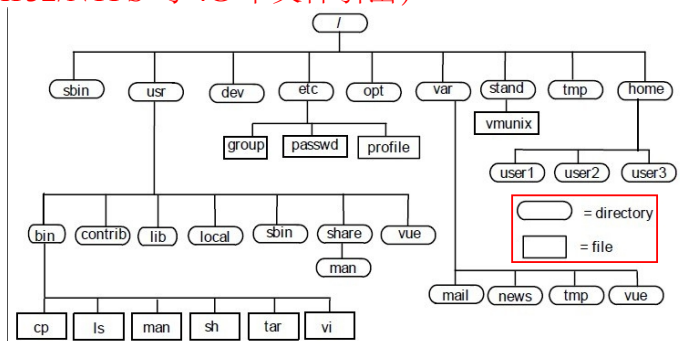 /
sbin usr dev etc opt var stand tmp home
group passwd profile vmunix
user1 user2 user3
bin contrib lib local sbin share vue
= directory
= file
man
mail news tmp vue
cp ls man sh tar vi